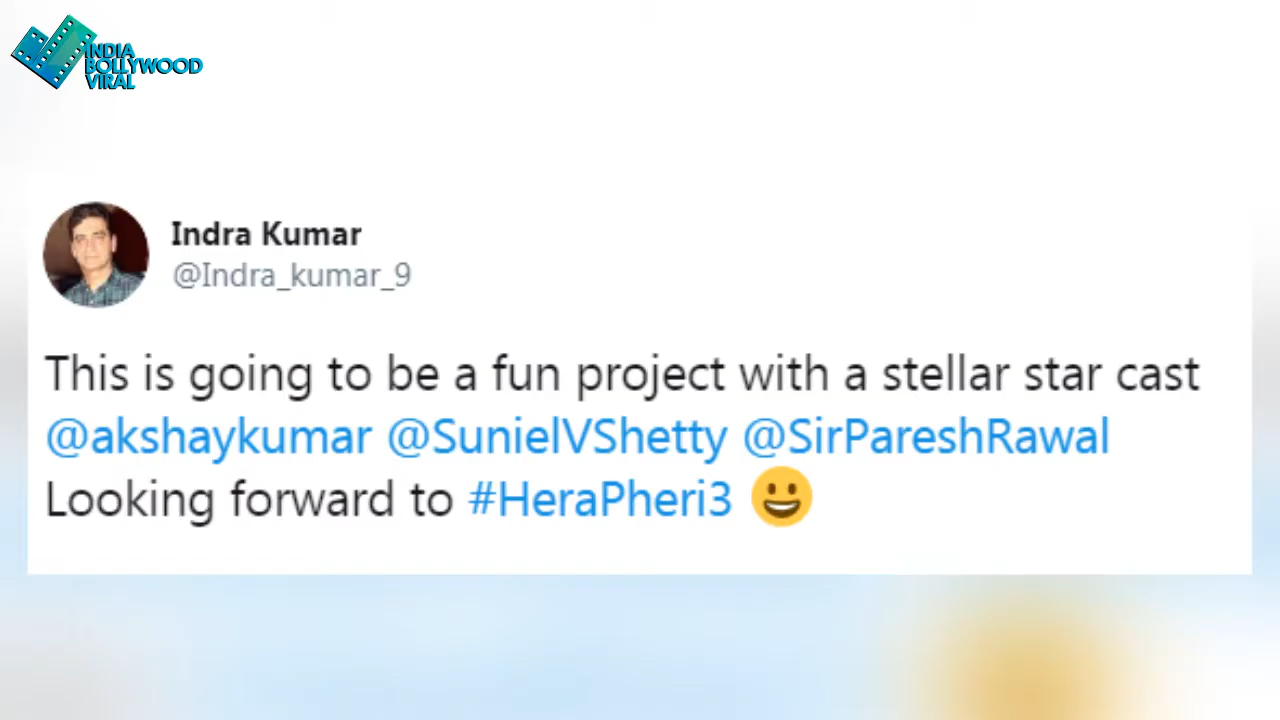 INDIA
BOLLYWOOD
VIRAL
Indra Kumar
@Indra_kumar_9
This is going to be a fun project with a stellar star cast
@akshaykumar @SunielVShetty @SirPareshRawal
Looking forward to #HeraPheri3 😀